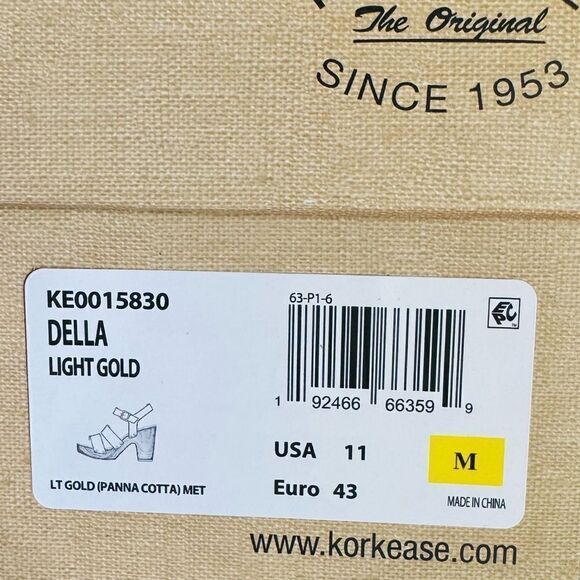 The Original
SINCE 1953
KE0015830
DELLA
LIGHT GOLD
LT GOLD (PANNA COTTA) MET
63-P1-6
1 92466 66359 9
USA 11
Euro 43
M
MADE IN CHINA
EPC
www.korkease.com